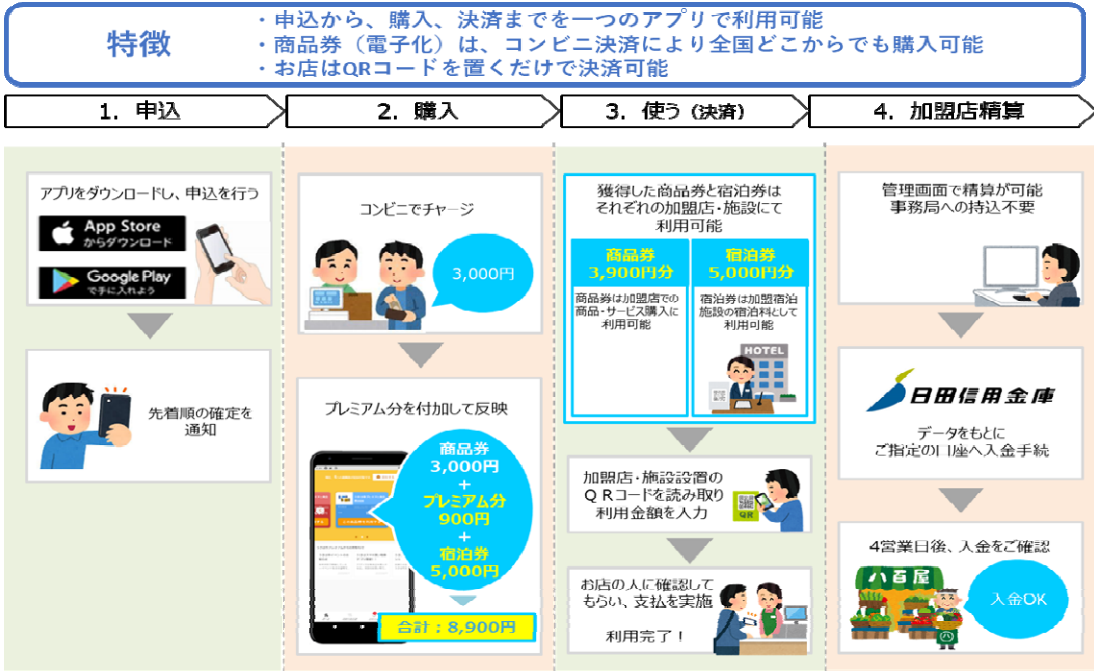 特徴
・申込から、購入、決済までを一つのアプリで利用可能
・商品券（電子化）は、コンビニ決済により全国どこからでも購入可能
・お店はQRコードを置くだけで決済可能
1．申込
2．購入
3．使う（決済）
4．加盟店精算
アプリをダウンロードし、申込を行う
App Store
からダウンロード
Google Play
で手に入れよう
先着順の確定を
通知
コンビニでチャージ
3,000円
プレミアム分を付加して反映
商品券
3,000円
+
プレミアム分
900円
+
宿泊券
5,000円
合計：8,900円
獲得した商品券と宿泊券は
それぞれの加盟店・施設にて
利用可能
商品券
3,900円分
商品券は加盟店での
商品・サービス購入に
利用可能
宿泊券
5,000円分
宿泊券は加盟宿泊
施設の宿泊料として
利用可能
HOTEL
加盟店・施設設置の
ＱＲコードを読み取り
利用金額を入力
QR
お店の人に確認して
もらい、支払を実施
利用完了！
管理画面で精算が可能
事務局への持込不要
日田信用金庫
データをもとに
ご指定の口座へ入金手続
4営業日後、入金をご確認
八百屋
入金OK
八